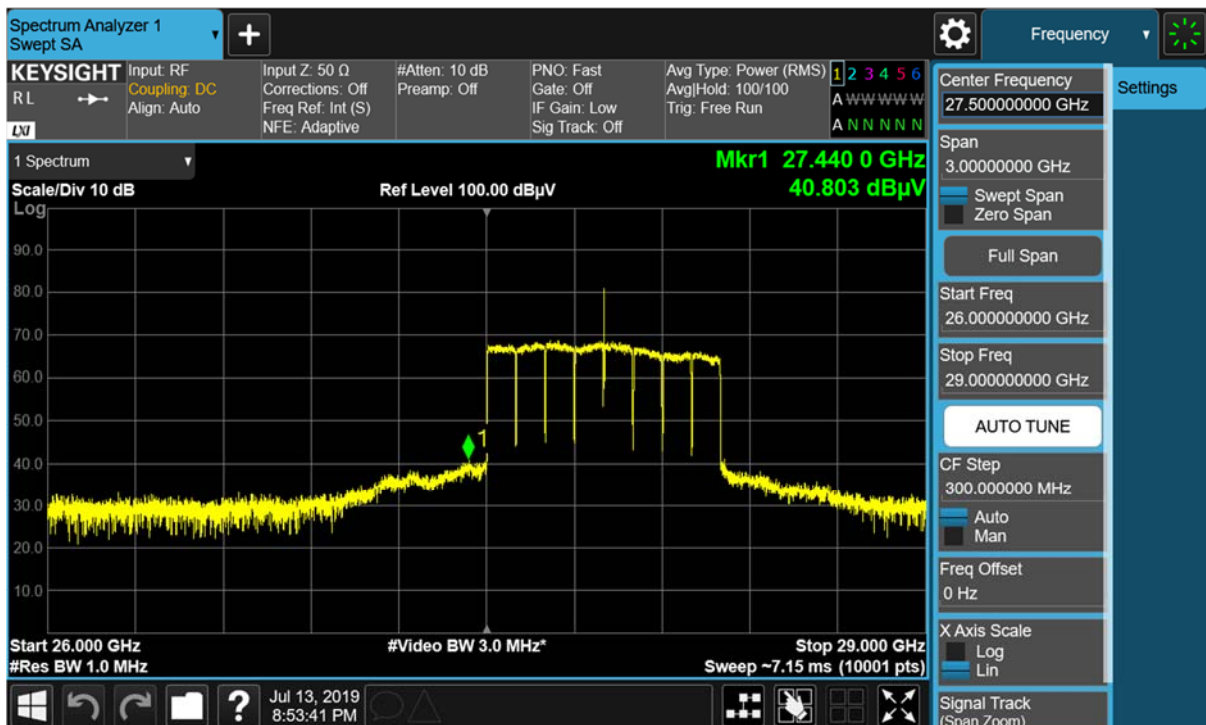 Spectrum Analyzer 1
Swept SA
Frequency
KEYSIGHT
RL
LXI
Input: RF
Coupling: DC
Align: Auto
Input Z: 50 Ω
Corrections: Off
Freq Ref: Int (S)
NFE: Adaptive
#Atten: 10 dB
Preamp: Off
PNO: Fast
Gate: Off
IF Gain: Low
Sig Track: Off
Avg Type: Power (RMS)
Avg|Hold: 100/100
Trig: Free Run
1 2 3 4 5 6
A W W W W W
A N N N N N
1 Spectrum
Scale/Div 10 dB
Ref Level 100.00 dBµV
Mkr1 27.440 0 GHz
40.803 dBµV
Log
90.0
80.0
70.0
60.0
50.0
40.0
30.0
20.0
10.0
1
Start 26.000 GHz
#Video BW 3.0 MHz*
Stop 29.000 GHz
#Res BW 1.0 MHz
Sweep ~7.15 ms (10001 pts)
Center Frequency
27.500000000 GHz
Settings
Span
3.00000000 GHz
Swept Span
Zero Span
Full Span
Start Freq
26.000000000 GHz
Stop Freq
29.000000000 GHz
AUTO TUNE
CF Step
300.000000 MHz
Auto
Man
Freq Offset
0 Hz
X Axis Scale
Log
Lin
Signal Track
(Span Zoom)
?
Jul 13, 2019
8:53:41 PM